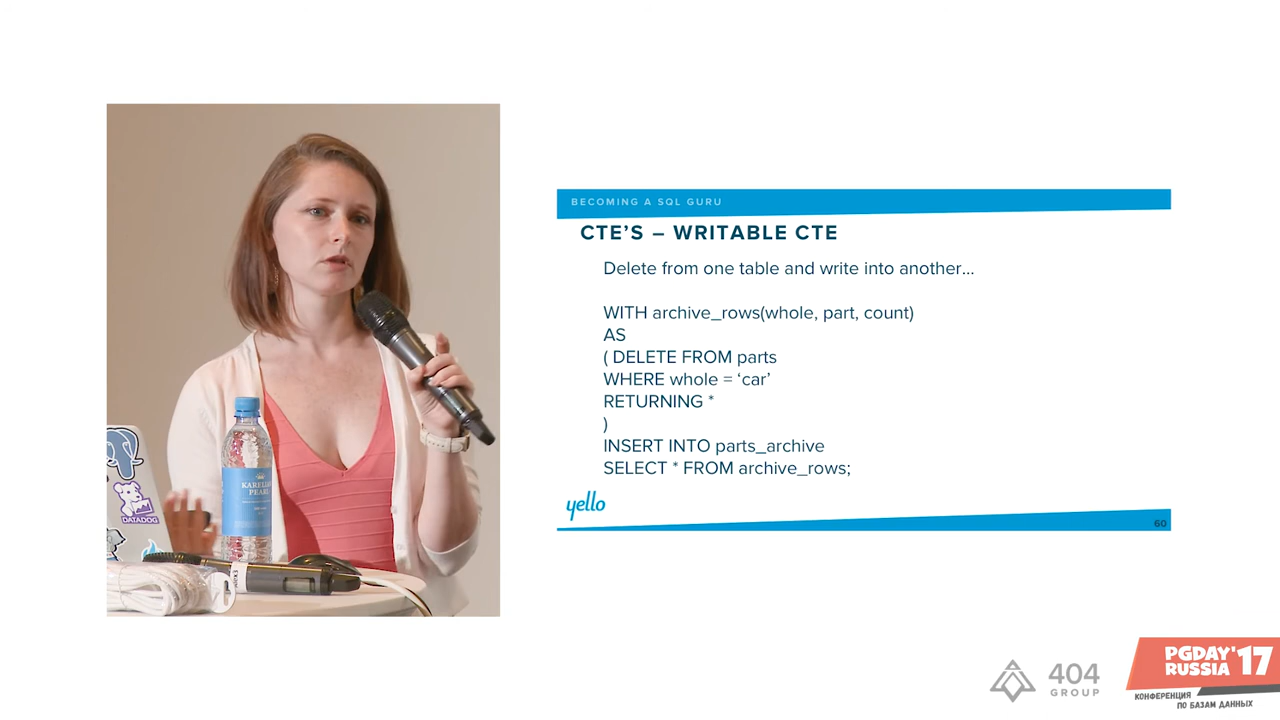 BECOMING A SQL GURU
CTE’S – WRITABLE CTE
Delete from one table and write into another...
WITH archive_rows(whole, part, count)
AS
( DELETE FROM parts
WHERE whole = ‘car’
RETURNING *
)
INSERT INTO parts_archive
SELECT * FROM archive_rows;
yello
60
KARELIA
PEARL
DATADOG
404
GROUP
PGDAY'17
RUSSIA
КОНФЕРЕНЦИЯ
ПО БАЗАМ ДАННЫХ